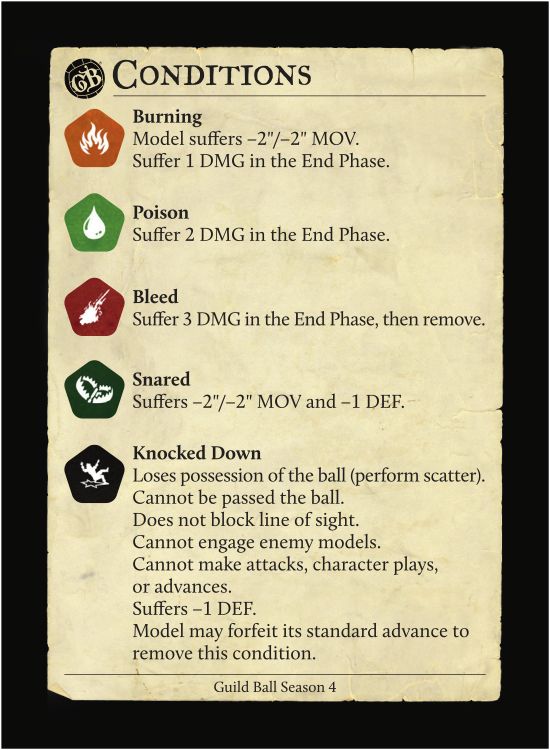 GB CONDITIONS
Burning
Model suffers –2"/–2" MOV.
Suffer 1 DMG in the End Phase.
Poison
Suffer 2 DMG in the End Phase.
Bleed
Suffer 3 DMG in the End Phase, then remove.
Snared
Suffers –2"/–2" MOV and –1 DEF.
Knocked Down
Loses possession of the ball (perform scatter).
Cannot be passed the ball.
Does not block line of sight.
Cannot engage enemy models.
Cannot make attacks, character plays,
or advances.
Suffers –1 DEF.
Model may forfeit its standard advance to
remove this condition.
Guild Ball Season 4